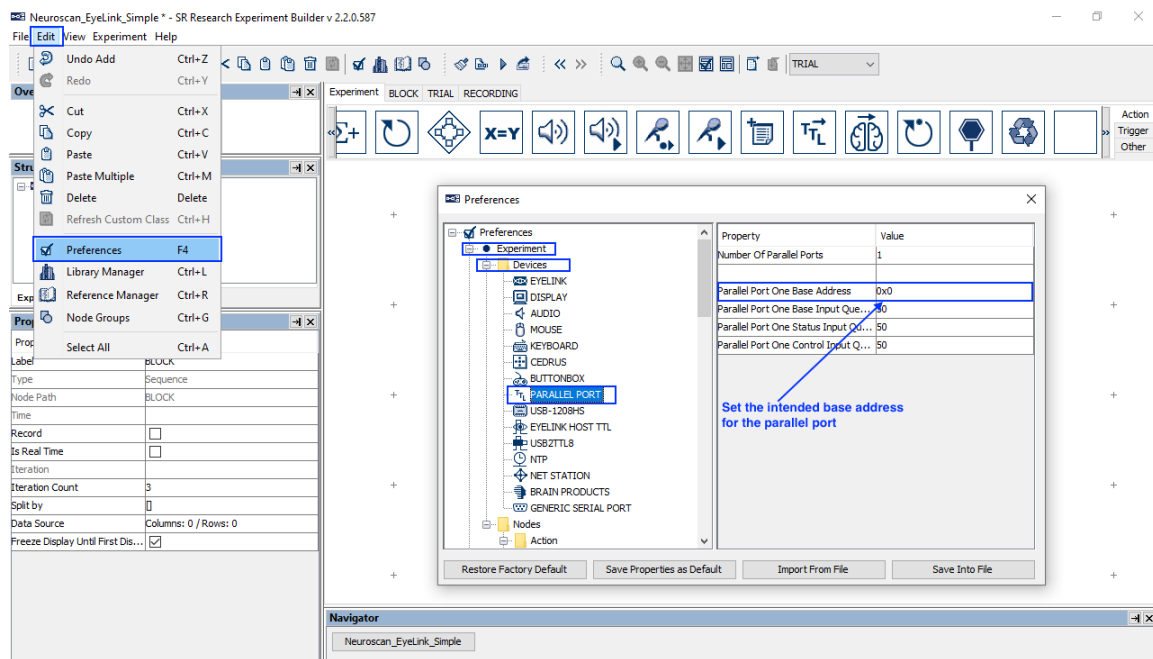 Neuroscan_EyeLink_Simple * - SR Research Experiment Builder v 2.2.0.587
File Edit View Experiment Help
Undo Add Ctrl+Z
Redo Ctrl+Y
Cut Ctrl+X
Copy Ctrl+C
Paste Ctrl+V
Paste Multiple Ctrl+M
Delete Delete
Refresh Custom Class Ctrl+H
Preferences F4
Library Manager Ctrl+L
Reference Manager Ctrl+R
Node Groups Ctrl+G
Select All Ctrl+A
TRIAL
Experiment BLOCK TRIAL RECORDING
Σ+ X=Y TTL
Action
Trigger
Other
Label BLOCK
Type Sequence
Node Path BLOCK
Time
Record
Is Real Time
Iteration
Iteration Count 3
Split by []
Data Source Columns: 0 / Rows: 0
Freeze Display Until First Dis...
Preferences
Preferences
Experiment
Devices
EYELINK
DISPLAY
AUDIO
MOUSE
KEYBOARD
CEDRUS
BUTTONBOX
TTL PARALLEL PORT
USB-1208HS
EYELINK HOST TTL
USB2TTL8
NTP
NET STATION
BRAIN PRODUCTS
GENERIC SERIAL PORT
Nodes
Action
Property Value
Number Of Parallel Ports 1
Parallel Port One Base Address 0x0
Parallel Port One Base Input Que... 50
Parallel Port One Status Input Qu... 50
Parallel Port One Control Input Q... 50
Set the intended base address
for the parallel port
Restore Factory Default Save Properties as Default Import From File Save Into File
Navigator
Neuroscan_EyeLink_Simple